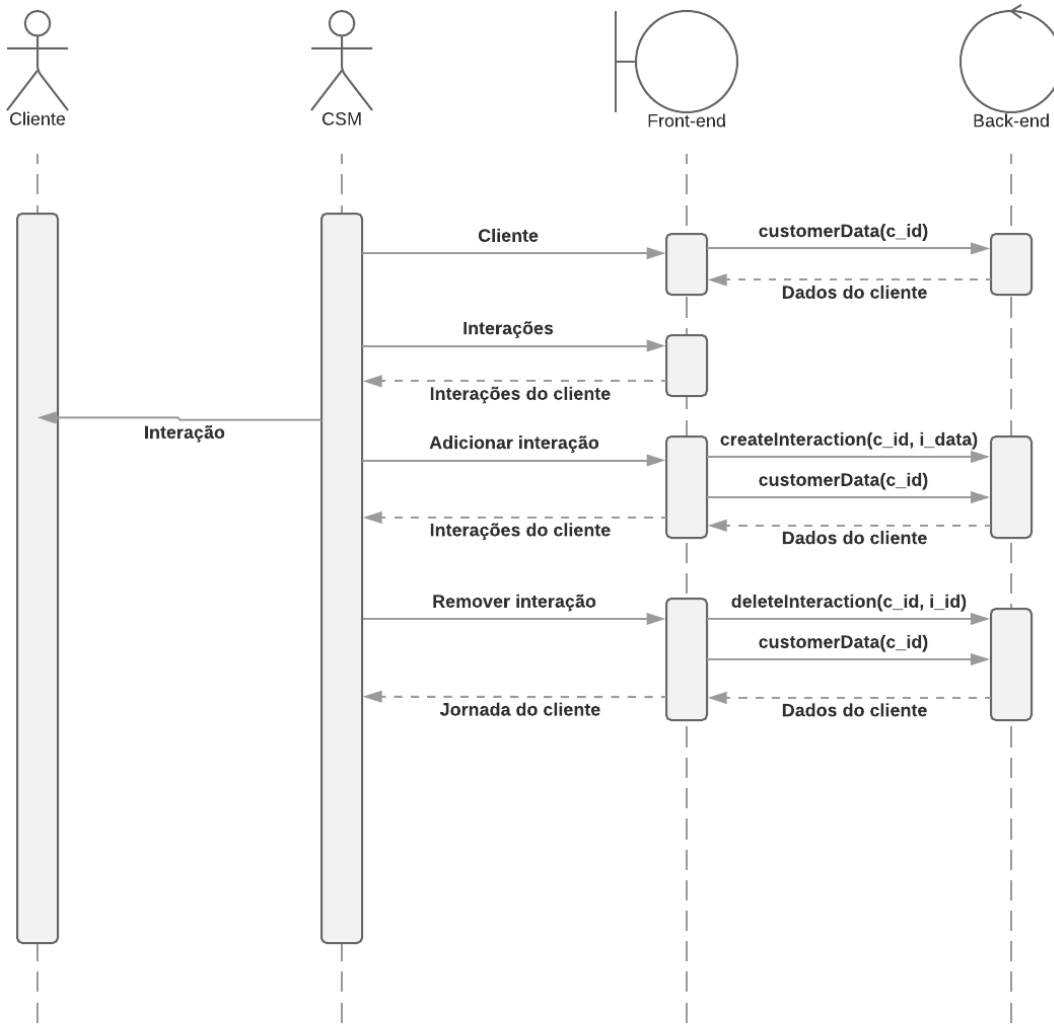 Cliente
CSM
Front-end
Back-end
Cliente
customerData(c_id)
Dados do cliente
Interações
Interações do cliente
Interação
Adicionar interação
createInteraction(c_id, i_data)
customerData(c_id)
Interações do cliente
Dados do cliente
Remover interação
deleteInteraction(c_id, i_id)
customerData(c_id)
Jornada do cliente
Dados do cliente